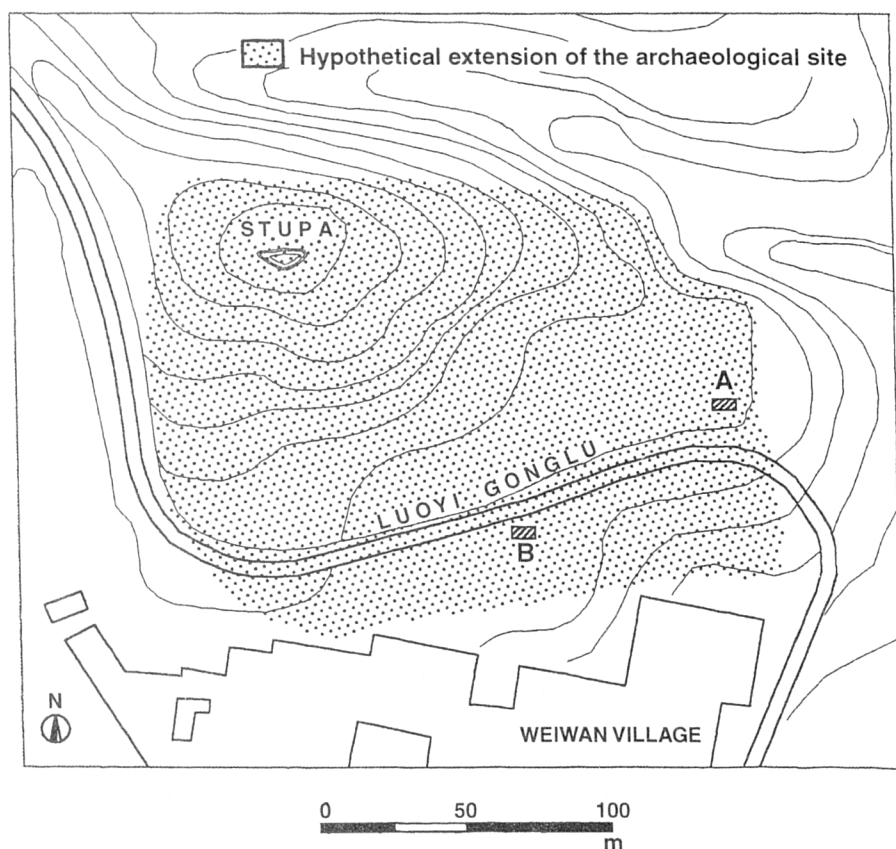 Hypothetical extension of the archaeological site
STUPA
A
LUOYI GONGLU
B
N
WEIWAN VILLAGE
0 50 100
m